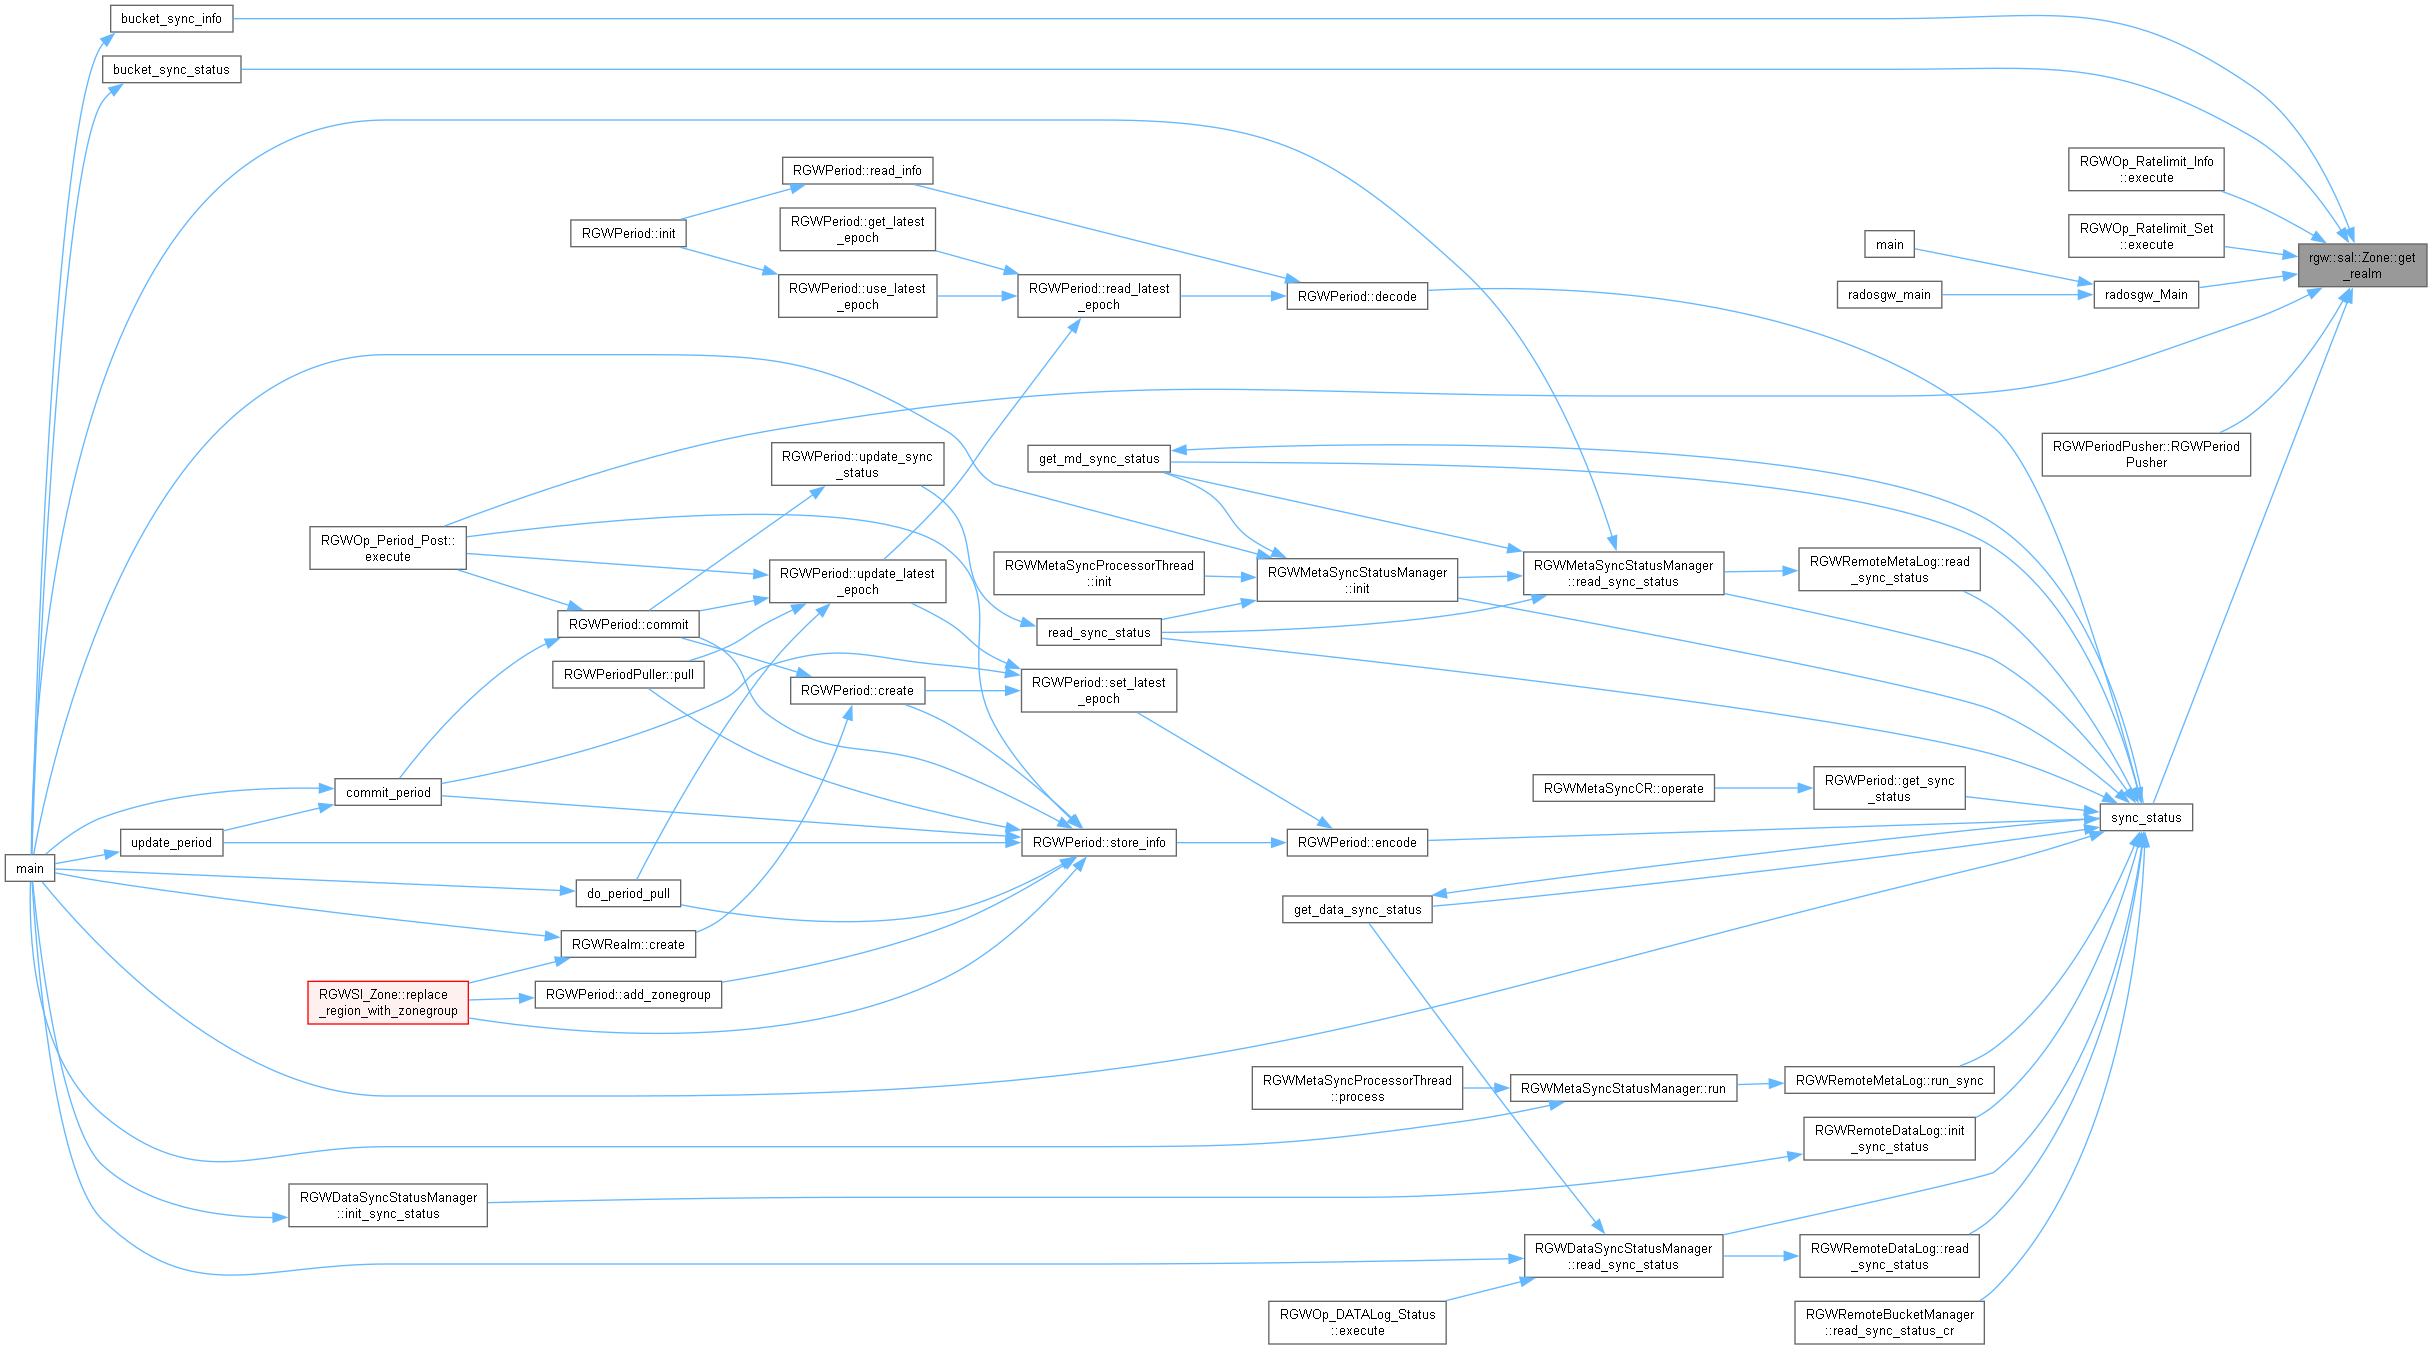 bucket_sync_info
bucket_sync_status
RGWOp_Ratelimit_Info
::execute
RGWPeriod::read_info
RGWOp_Ratelimit_Set
::execute
RGWPeriod::get_latest
_epoch
RGWPeriod::init
main
rgw::sal::Zone::get
_realm
RGWPeriod::use_latest
_epoch
RGWPeriod::read_latest
_epoch
RGWPeriod::decode
radosgw_main
radosgw_Main
RGWPeriodPusher::RGWPeriod
Pusher
get_md_sync_status
RGWPeriod::update_sync
_status
RGWOp_Period_Post::
execute
RGWMetaSyncProcessorThread
::init
RGWMetaSyncStatusManager
::init
RGWMetaSyncStatusManager
::read_sync_status
RGWRemoteMetaLog::read
_sync_status
RGWPeriod::update_latest
_epoch
RGWPeriod::commit
read_sync_status
RGWPeriodPuller::pull
RGWPeriod::create
RGWPeriod::set_latest
_epoch
commit_period
RGWMetaSyncCR::operate
RGWPeriod::get_sync
_status
sync_status
update_period
RGWPeriod::store_info
RGWPeriod::encode
main
do_period_pull
get_data_sync_status
RGWRealm::create
RGWSI_Zone::replace
_region_with_zonegroup
RGWPeriod::add_zonegroup
RGWMetaSyncProcessorThread
::process
RGWMetaSyncStatusManager::run
RGWRemoteMetaLog::run_sync
RGWRemoteDataLog::init
_sync_status
RGWDataSyncStatusManager
::init_sync_status
RGWDataSyncStatusManager
::read_sync_status
RGWRemoteDataLog::read
_sync_status
RGWOp_DATALog_Status
::execute
RGWRemoteBucketManager
::read_sync_status_cr